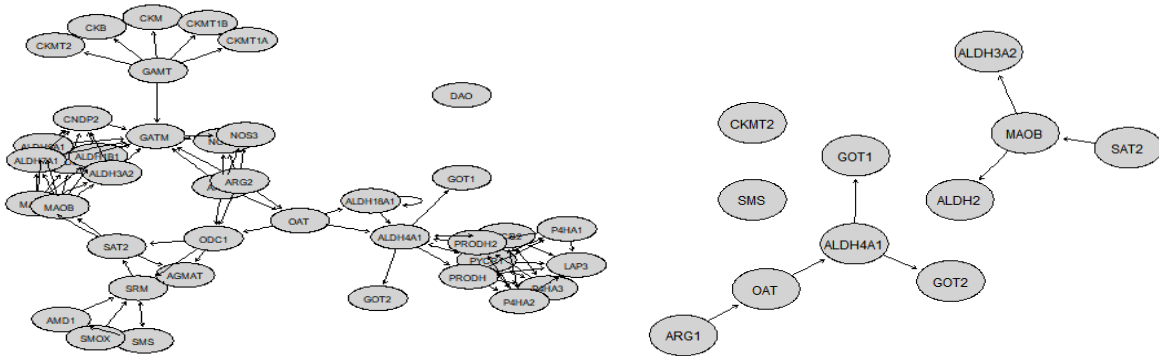 CKM
CKB
CKMT1B
CKMT2
CKMT1A
GAMT
DAO
CNDP2
GATM
NOS3
ALDH7A1
ALDH3A2
ARG2
MAOB
GOT1
ALDH18A1
OAT
SAT2
ODC1
ALDH4A1
PRODH2
P4HA1
LAP3
PRODH
AGMAT
SRM
P4HA3
P4HA2
GOT2
AMD1
SMOX
SMS
ALDH3A2
CKMT2
MAOB
SAT2
GOT1
SMS
ALDH2
ALDH4A1
OAT
GOT2
ARG1